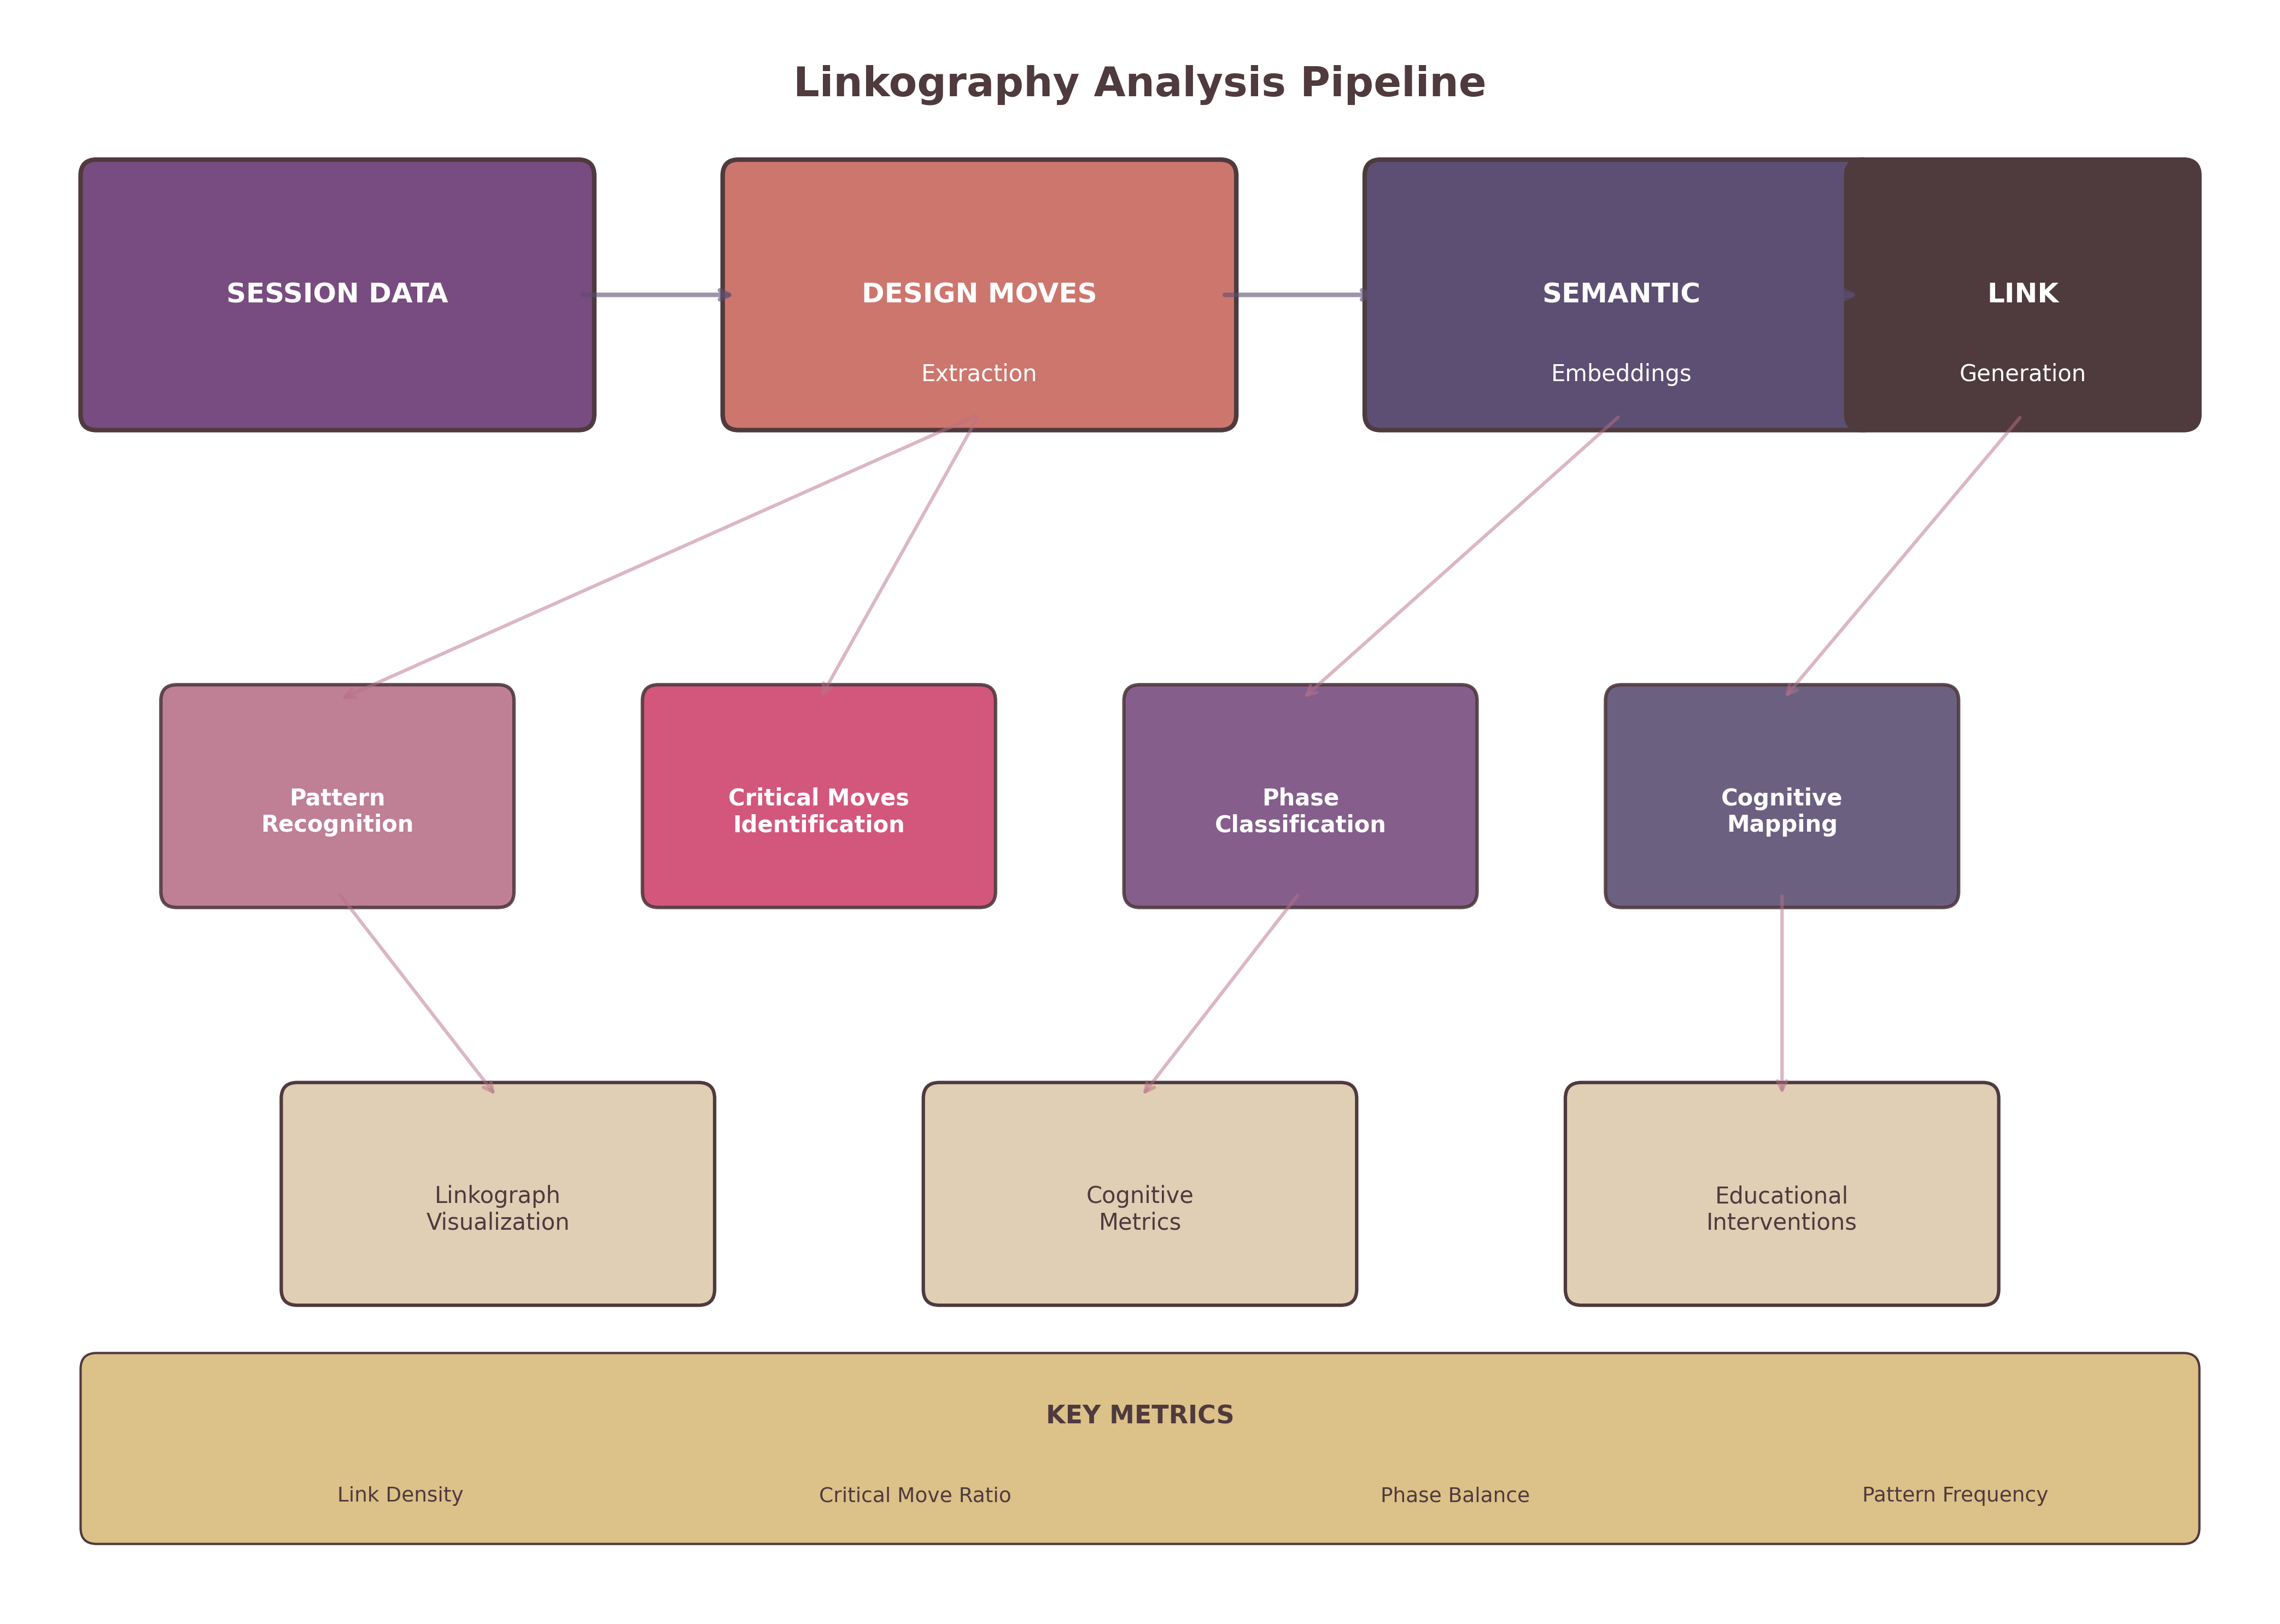 Linkography Analysis Pipeline
SESSION DATA
DESIGN MOVES
Extraction
SEMANTIC
Embeddings
LINK
Generation
Pattern
Recognition
Critical Moves
Identification
Phase
Classification
Cognitive
Mapping
Linkograph
Visualization
Cognitive
Metrics
Educational
Interventions
KEY METRICS
Link Density
Critical Move Ratio
Phase Balance
Pattern Frequency